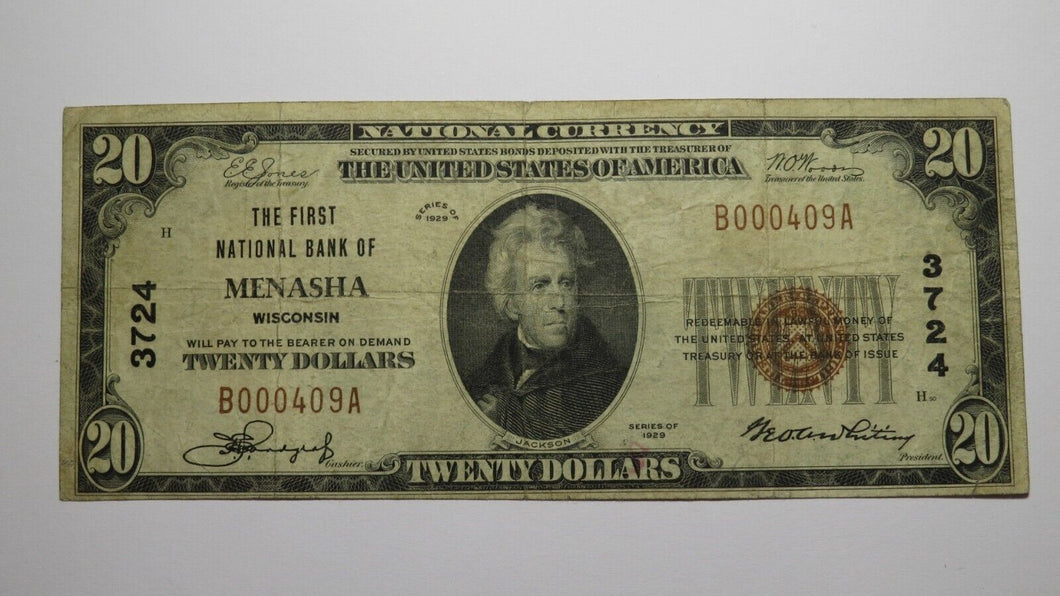 NATIONAL CURRENCY
SECURED BY UNITED STATES BONDS DEPOSITED WITH THE TREASURER OF
THE UNITED STATES OF AMERICA
20
20
E.E. Jones
Register of the Treasury.
W.O. Woods
Treasurer of the United States.
THE FIRST
NATIONAL BANK OF
MENASHA
WISCONSIN
WILL PAY TO THE BEARER ON DEMAND
TWENTY DOLLARS
B000409A
H
3724
SERIES OF
1929
B000409A
3724
TWENTY
REDEEMABLE IN LAWFUL MONEY OF
THE UNITED STATES AT UNITED STATES
TREASURY OR AT THE BANK OF ISSUE
H50
SERIES OF
1929
JACKSON
Cashier.
Geo. A. Whiting
President.
20
TWENTY DOLLARS
20